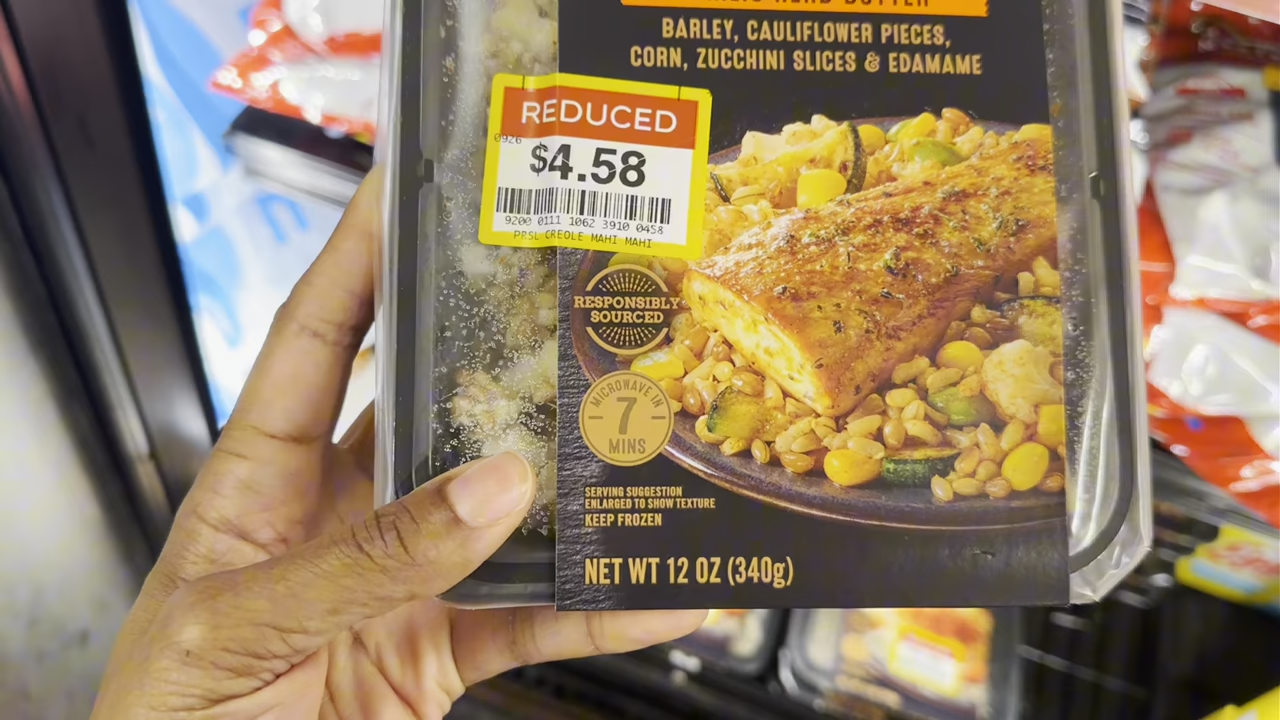 BARLEY, CAULIFLOWER PIECES,
CORN, ZUCCHINI SLICES & EDAMAME
REDUCED
0926
$4.58
9200 0111 1062 3910 0458
PRSL CREOLE MAHI MAHI
RESPONSIBLY
SOURCED
MICROWAVE IN
7
MINS
SERVING SUGGESTION
ENLARGED TO SHOW TEXTURE
KEEP FROZEN
NET WT 12 OZ (340g)